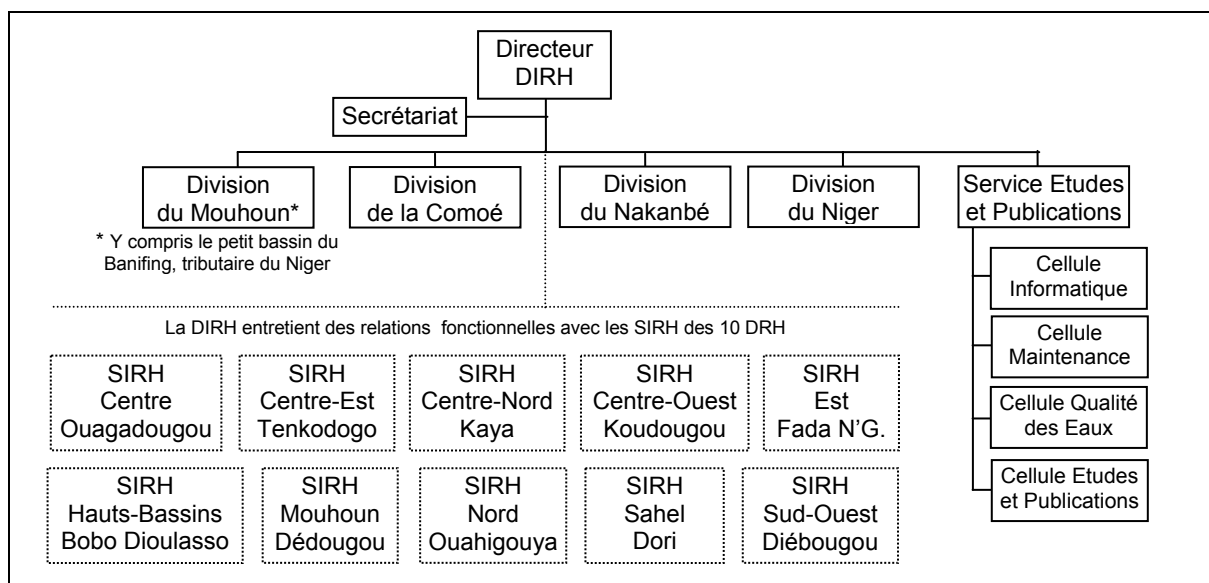 Directeur
DIRH
Secrétariat
Division
du Mouhoun*
Division
de la Comoé
Division
du Nakanbé
Division
du Niger
Service Etudes
et Publications
* Y compris le petit bassin du
Banifing, tributaire du Niger
Cellule
Informatique
Cellule
Maintenance
Cellule Qualité
des Eaux
Cellule Etudes
et Publications
La DIRH entretient des relations fonctionnelles avec les SIRH des 10 DRH
SIRH
Centre
Ouagadougou
SIRH
Centre-Est
Tenkodogo
SIRH
Centre-Nord
Kaya
SIRH
Centre-Ouest
Koudougou
SIRH
Est
Fada N'G.
SIRH
Hauts-Bassins
Bobo Dioulasso
SIRH
Mouhoun
Dédougou
SIRH
Nord
Ouahigouya
SIRH
Sahel
Dori
SIRH
Sud-Ouest
Diébougou